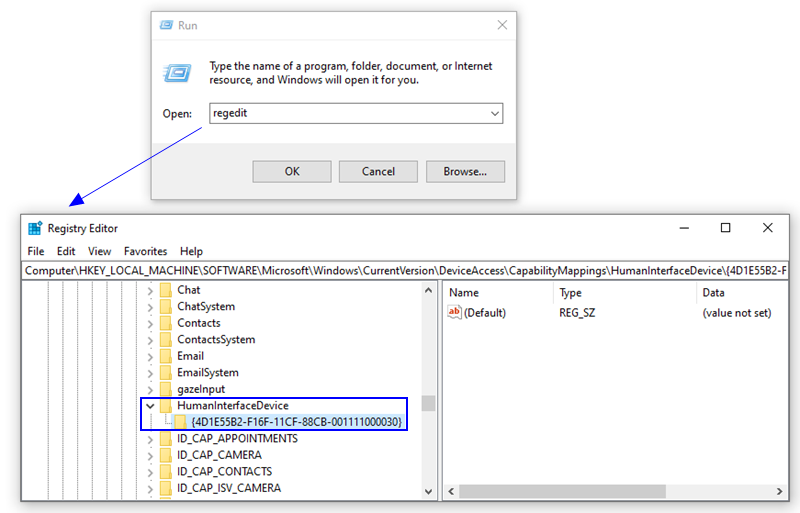 Run
Type the name of a program, folder, document, or Internet
resource, and Windows will open it for you.
Open: regedit
OK Cancel Browse...
Registry Editor
File Edit View Favorites Help
Computer\HKEY_LOCAL_MACHINE\SOFTWARE\Microsoft\Windows\CurrentVersion\DeviceAccess\CapabilityMappings\HumanInterfaceDevice\{4D1E55B2-F
Name Type Data
Chat
ab (Default) REG_SZ (value not set)
ChatSystem
Contacts
ContactsSystem
Email
EmailSystem
gazeInput
HumanInterfaceDevice
{4D1E55B2-F16F-11CF-88CB-001111000030}
ID_CAP_APPOINTMENTS
ID_CAP_CAMERA
ID_CAP_CONTACTS
ID_CAP_ISV_CAMERA